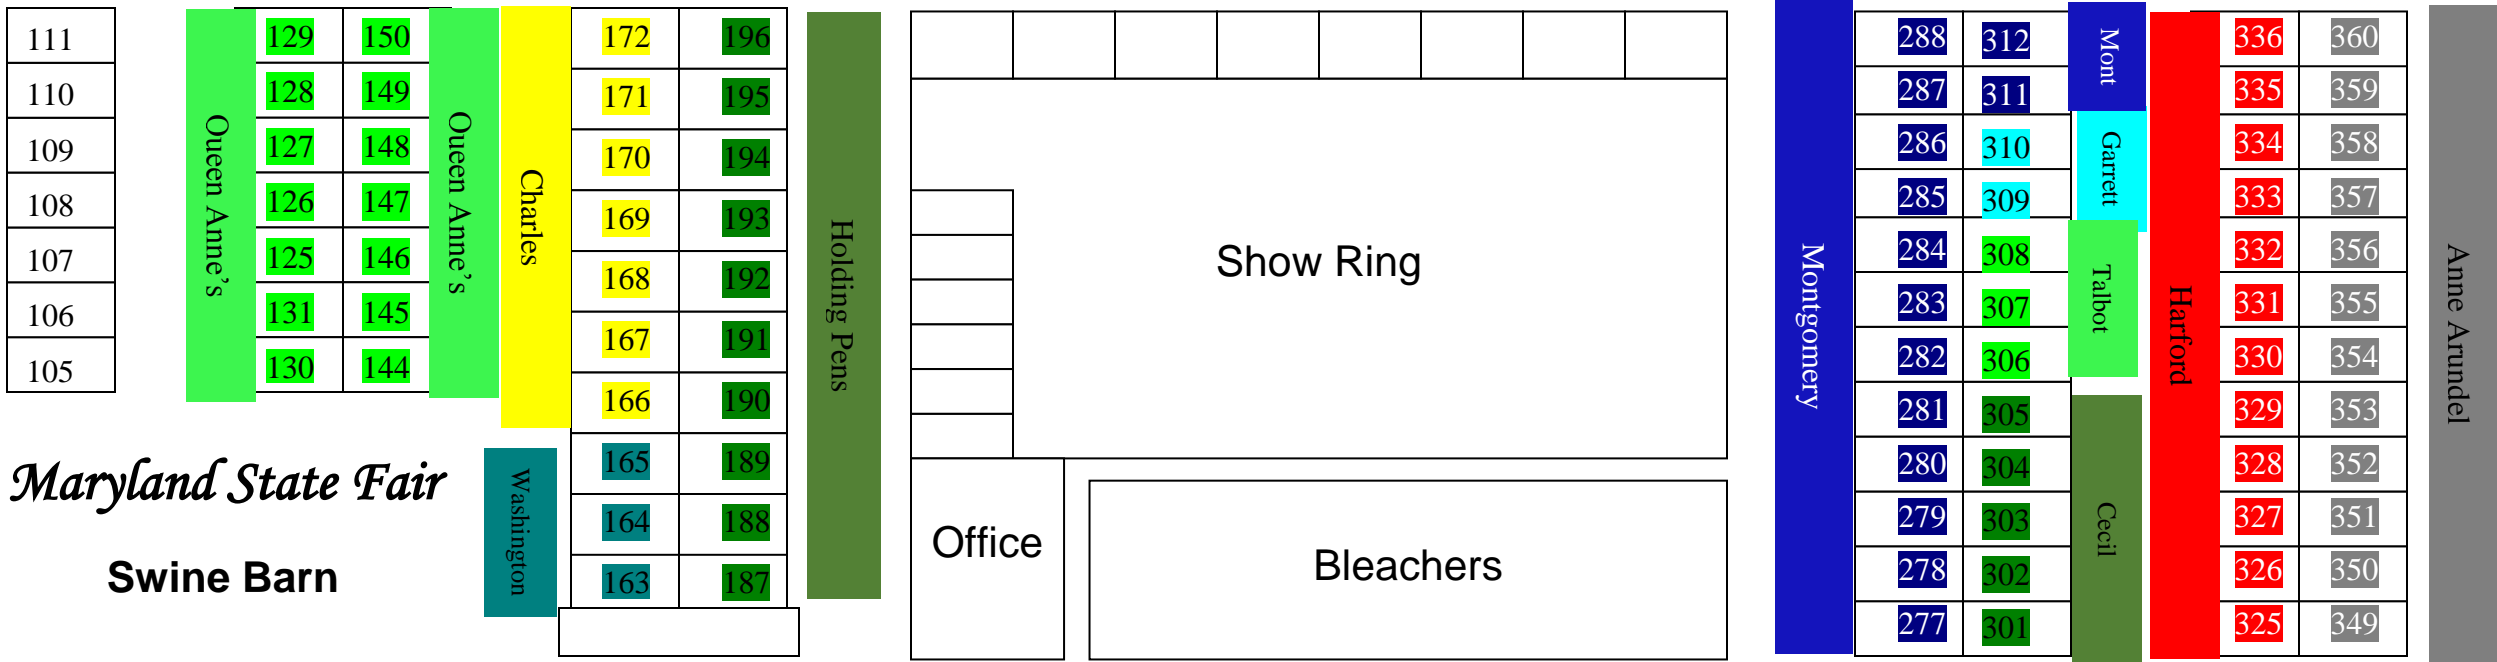 111
110
109
108
107
106
105
Queen Anne's
129 150
128 149
127 148
126 147
125 146
131 145
130 144
Queen Anne's
Charles
Washington
172 196
171 195
170 194
169 193
168 192
167 191
166 190
165 189
164 188
163 187
Holding Pens
Maryland State Fair
Swine Barn
Show Ring
Office
Bleachers
Montgomery
288 312
287 311
286 310
285 309
284 308
283 307
282 306
281 305
280 304
279 303
278 302
277 301
Mont
Garrett
Talbot
Cecil
Harford
336 360
335 359
334 358
333 357
332 356
331 355
330 354
329 353
328 352
327 351
326 350
325 349
Anne Arundel